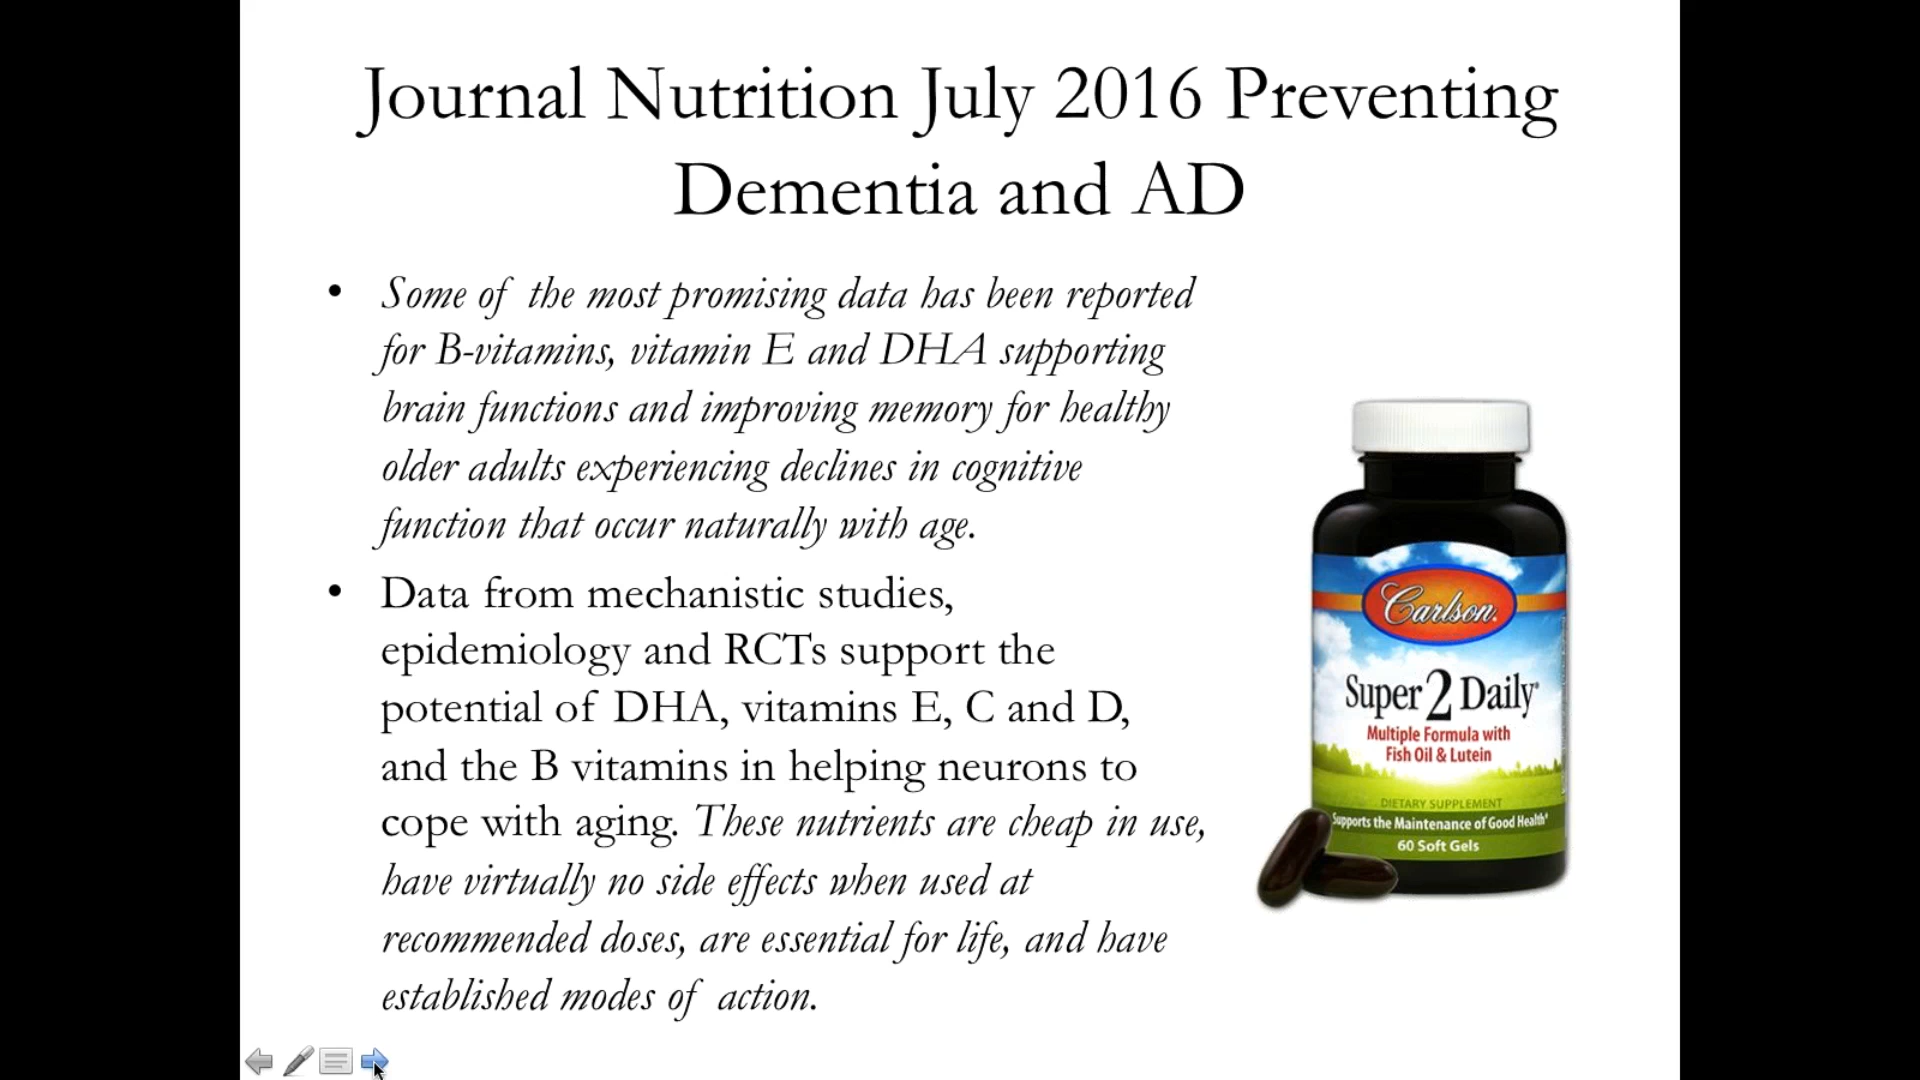 Journal Nutrition July 2016 Preventing
Dementia and AD
• Some of the most promising data has been reported
for B-vitamins, vitamin E and DHA supporting
brain functions and improving memory for healthy
older adults experiencing declines in cognitive
function that occur naturally with age.
• Data from mechanistic studies,
epidemiology and RCTs support the
potential of DHA, vitamins E, C and D,
and the B vitamins in helping neurons to
cope with aging. These nutrients are cheap in use,
have virtually no side effects when used at
recommended doses, are essential for life, and have
established modes of action.
Carlson.
Super 2 Daily®
Multiple Formula with
Fish Oil & Lutein
DIETARY SUPPLEMENT
Supports the Maintenance of Good Health*
60 Soft Gels